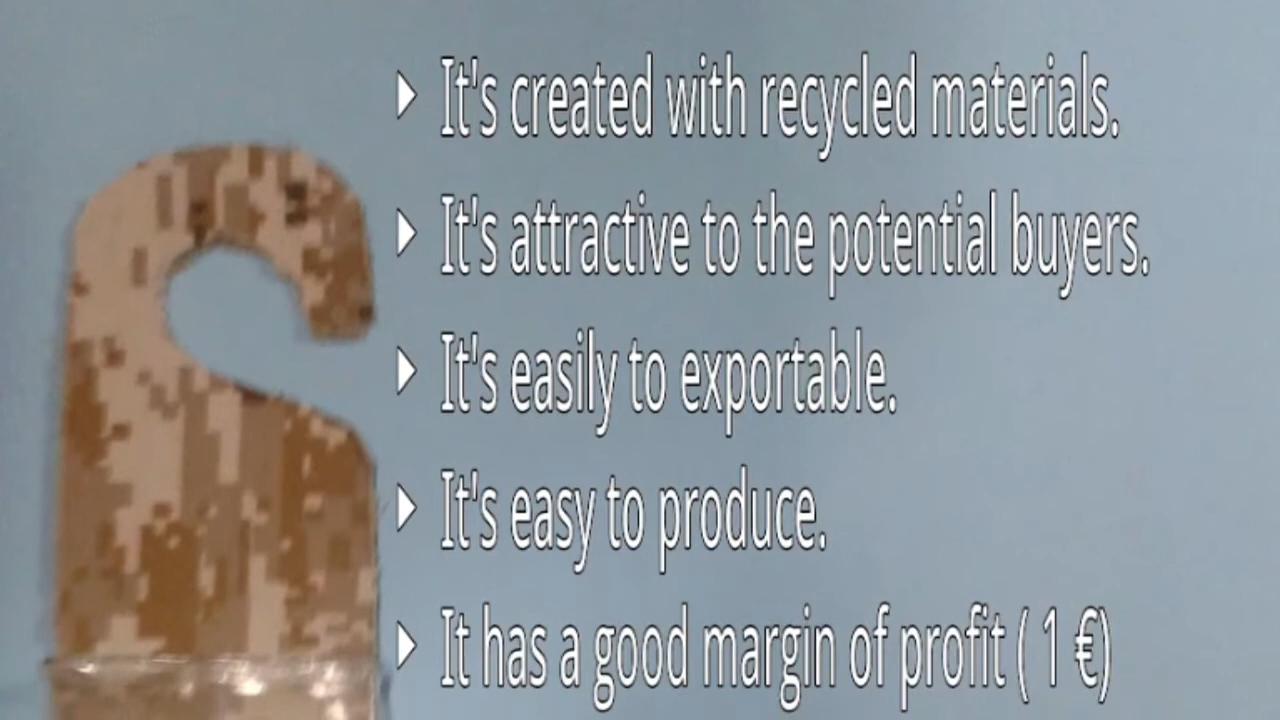 It's created with recycled materials.
It's attractive to the potential buyers.
It's easily to exportable.
It's easy to produce.
It has a good margin of profit ( 1 €)